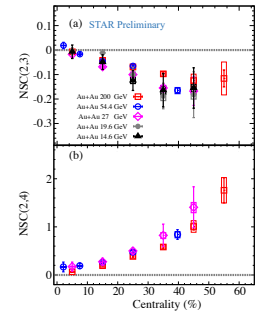 (a) STAR Preliminary
0.1
0
-0.1
-0.2
-0.3
NSC(2,3)
Au+Au 200 GeV
Au+Au 54.4 GeV
Au+Au 27 GeV
Au+Au 19.6 GeV
Au+Au 14.6 GeV
(b)
2
1
0
NSC(2,4)
0 10 20 30 40 50 60
Centrality (%)